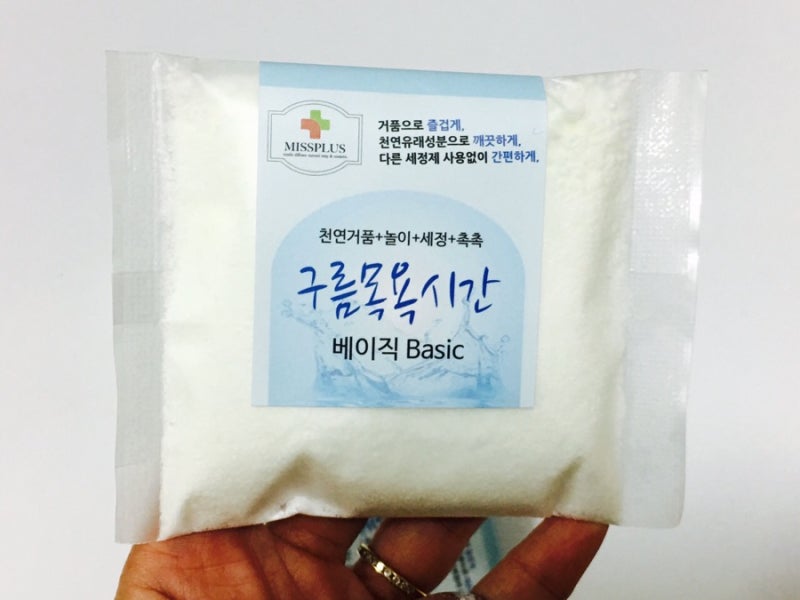 MISSPLUS
거품으로 즐겁게,
천연유래성분으로 깨끗하게,
다른 세정제 사용없이 간편하게,
천연거품+놀이+세정+촉촉
구름목욕시간
베이직 Basic